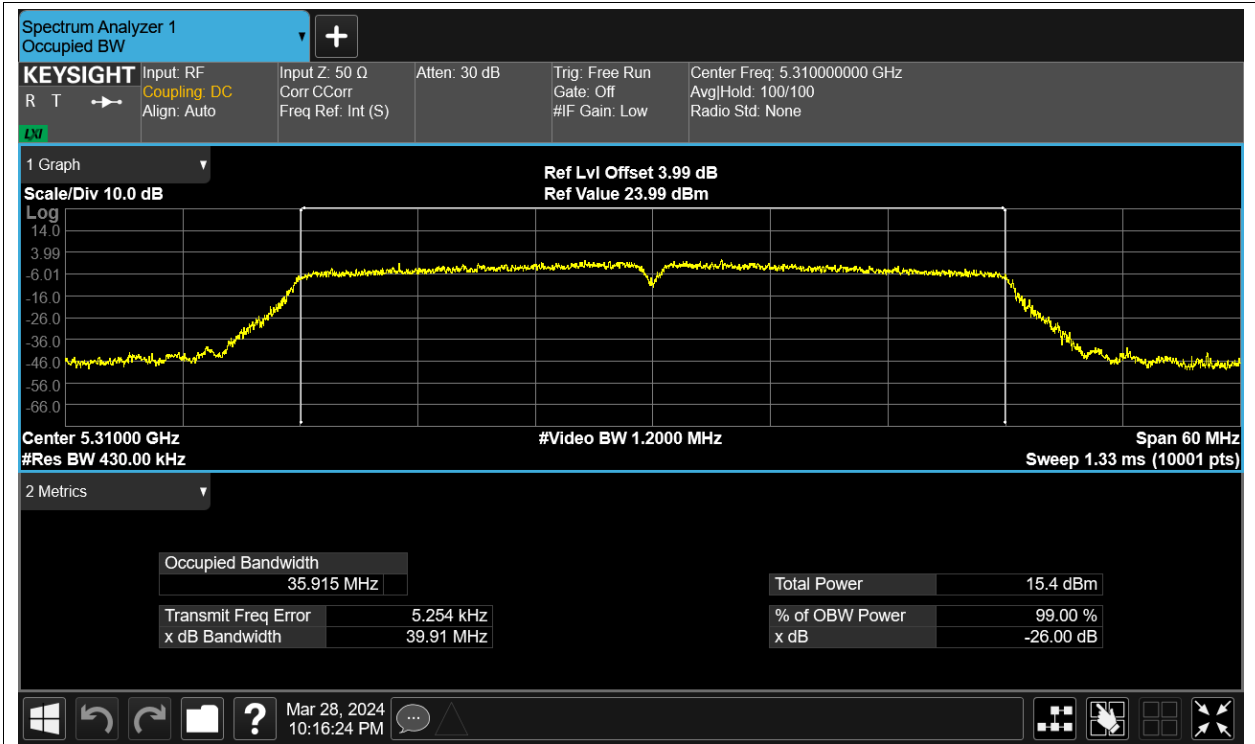 Spectrum Analyzer 1
Occupied BW
KEYSIGHT
R T
LXI
Input: RF
Coupling: DC
Align: Auto
Input Z: 50 Ω
Corr CCorr
Freq Ref: Int (S)
Atten: 30 dB
Trig: Free Run
Gate: Off
#IF Gain: Low
Center Freq: 5.310000000 GHz
Avg|Hold: 100/100
Radio Std: None
1 Graph
Scale/Div 10.0 dB
Ref Lvl Offset 3.99 dB
Ref Value 23.99 dBm
Log
14.0
3.99
-6.01
-16.0
-26.0
-36.0
-46.0
-56.0
-66.0
Center 5.31000 GHz
#Res BW 430.00 kHz
#Video BW 1.2000 MHz
Span 60 MHz
Sweep 1.33 ms (10001 pts)
2 Metrics
Occupied Bandwidth
35.915 MHz
Transmit Freq Error 5.254 kHz
x dB Bandwidth 39.91 MHz
Total Power 15.4 dBm
% of OBW Power 99.00 %
x dB -26.00 dB
?
Mar 28, 2024
10:16:24 PM